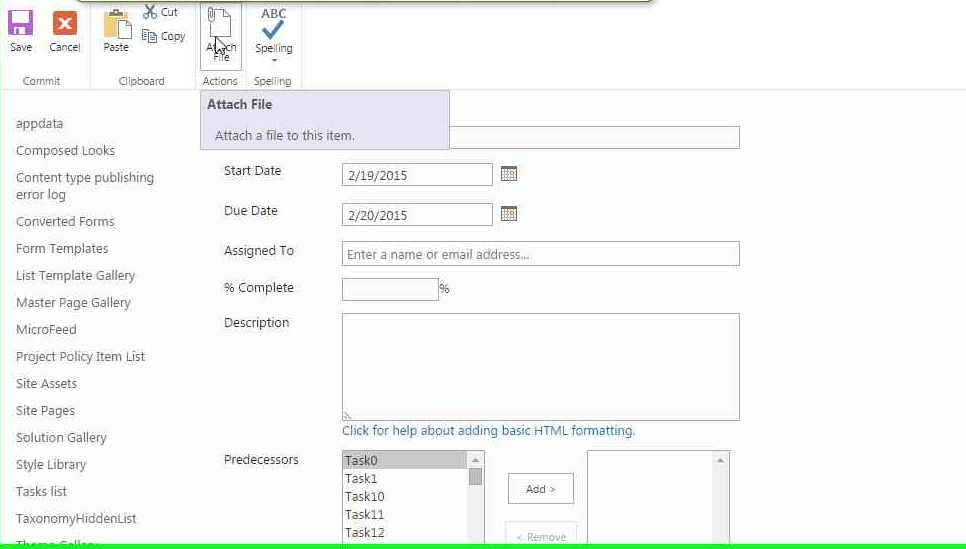 Cut
Copy
Save
Cancel
Paste
Attach
File
ABC
Spelling
Commit
Clipboard
Actions
Spelling
Attach File
Attach a file to this item.
appdata
Composed Looks
Content type publishing
error log
Converted Forms
Form Templates
List Template Gallery
Master Page Gallery
MicroFeed
Project Policy Item List
Site Assets
Site Pages
Solution Gallery
Style Library
Tasks list
TaxonomyHiddenList
Theme Gallery
Start Date
2/19/2015
Due Date
2/20/2015
Assigned To
Enter a name or email address...
% Complete
%
Description
Click for help about adding basic HTML formatting.
Predecessors
Task0
Task1
Task10
Task11
Task12
Add >
< Remove